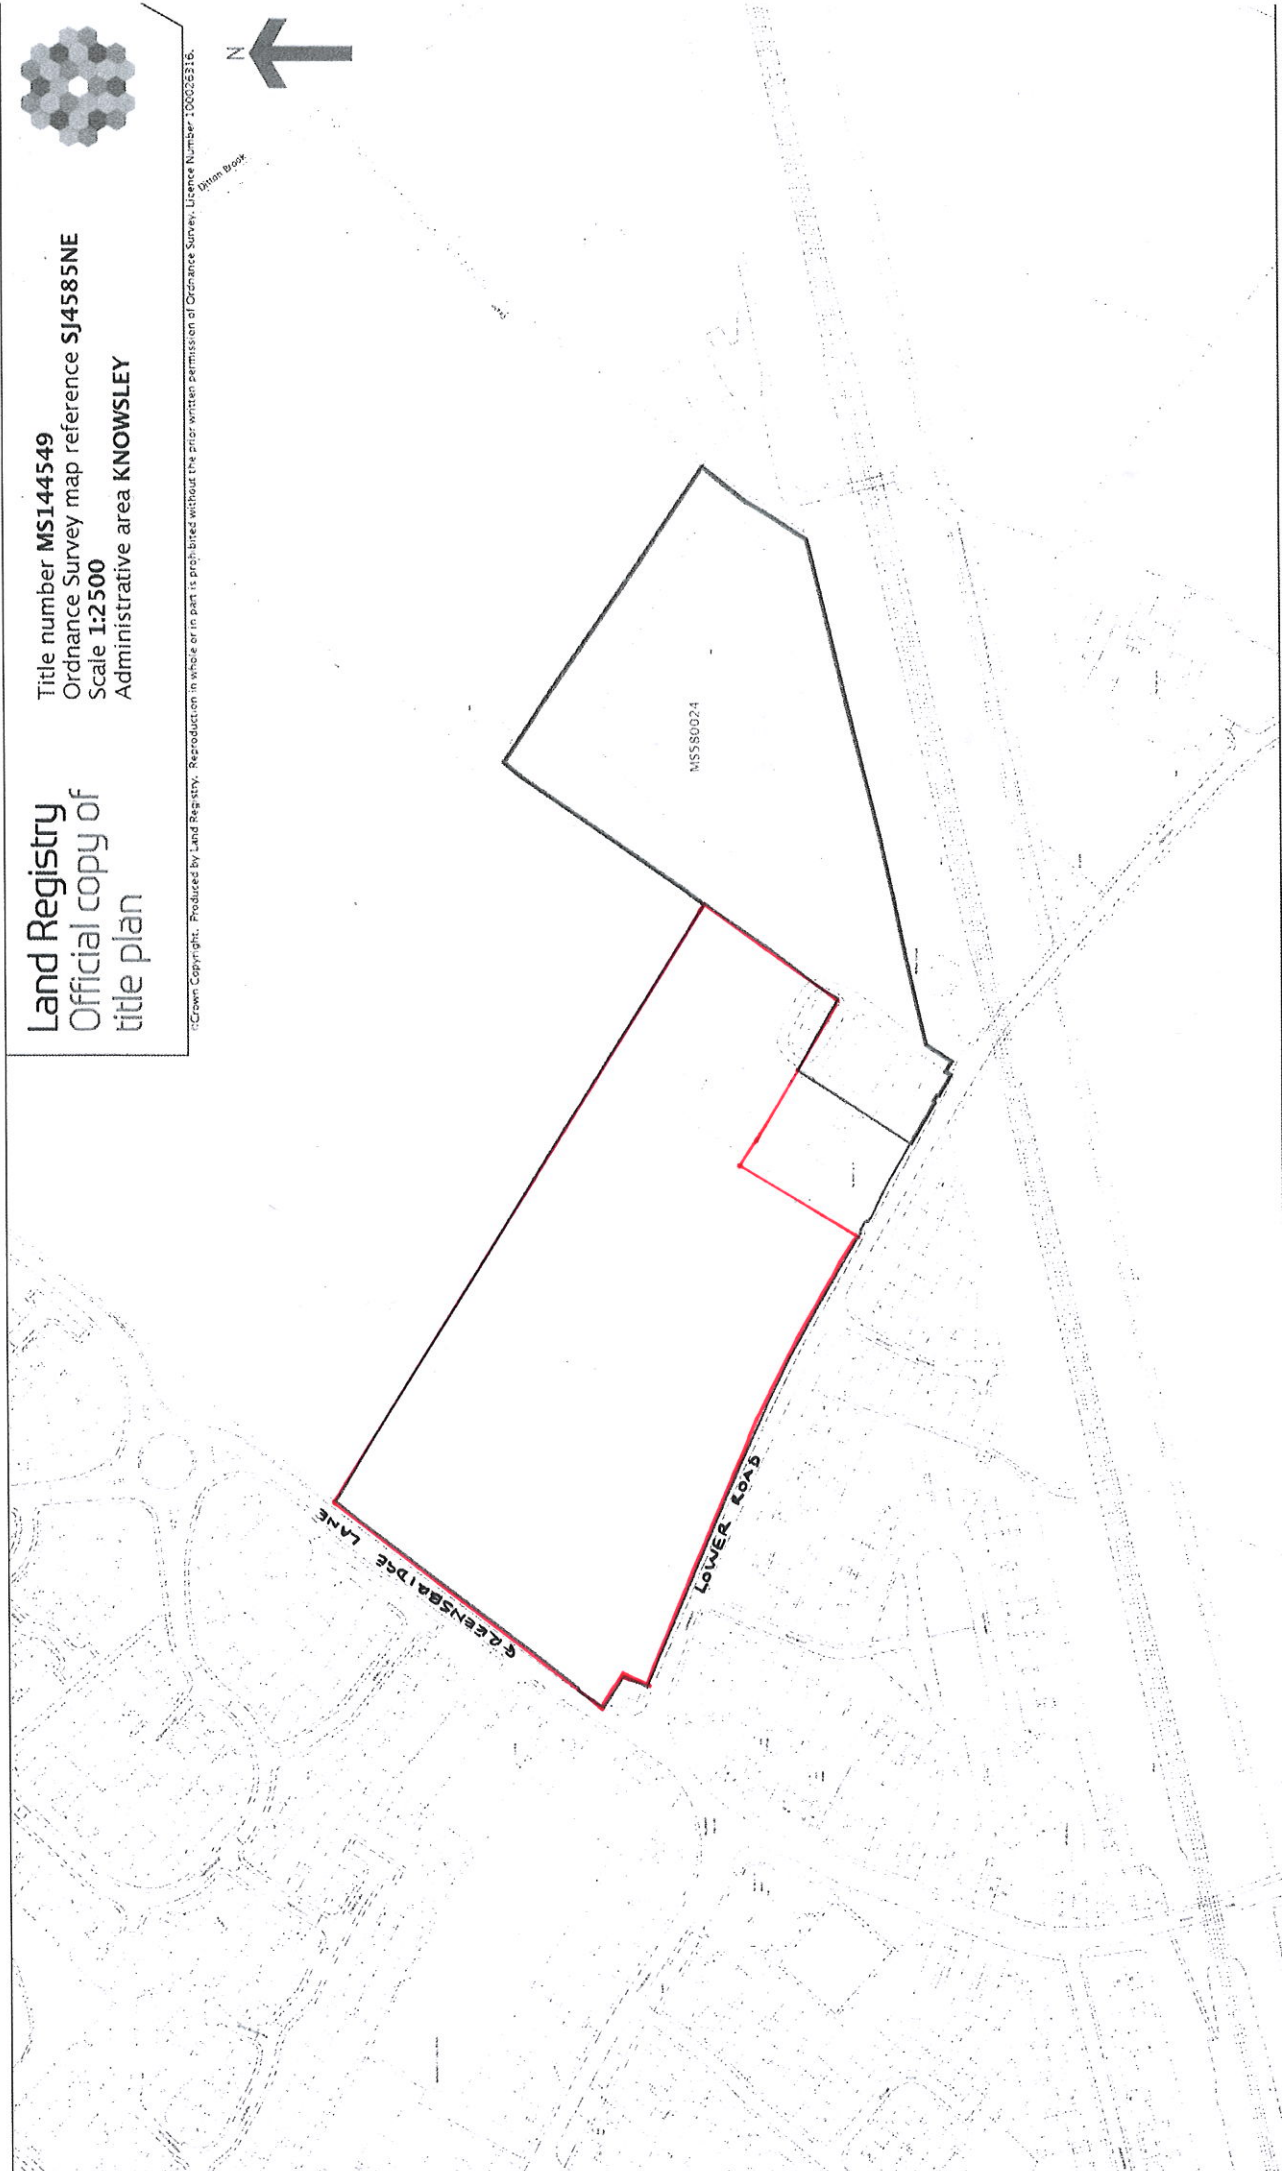 Land Registry
Official copy of
title plan
Title number MS144549
Ordnance Survey map reference SJ4585NE
Scale 1:2500
Administrative area KNOWSLEY
©Crown Copyright. Produced by Land Registry. Reproduction in whole or in part is prohibited without the prior written permission of Ordnance Survey. Licence Number 100026316.
N
Ditton Brook
MS580024
GREENSBRIDGE LANE
LOWER ROAD